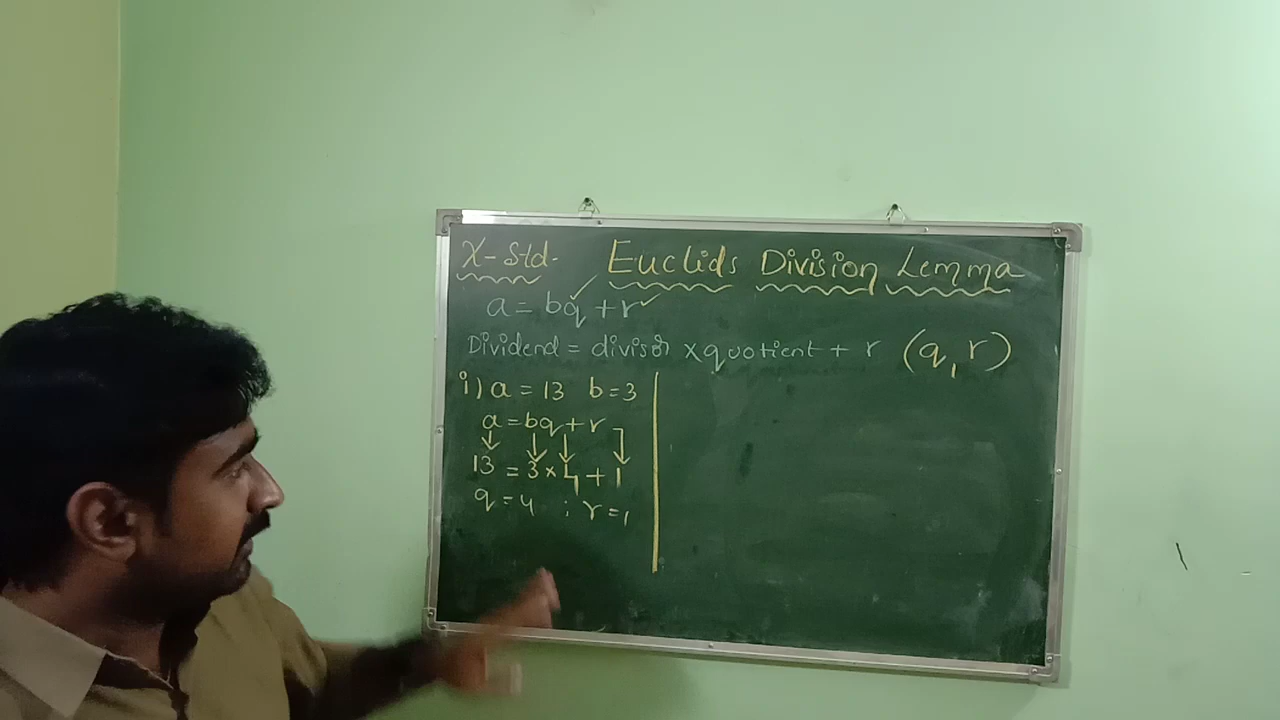 X-Std. Euclids Division Lemma
a = bq + r
Dividend = divisor x quotient + r (q, r)
i) a = 13 b = 3
a = bq + r
13 = 3 x 4 + 1
q = 4 ; r = 1